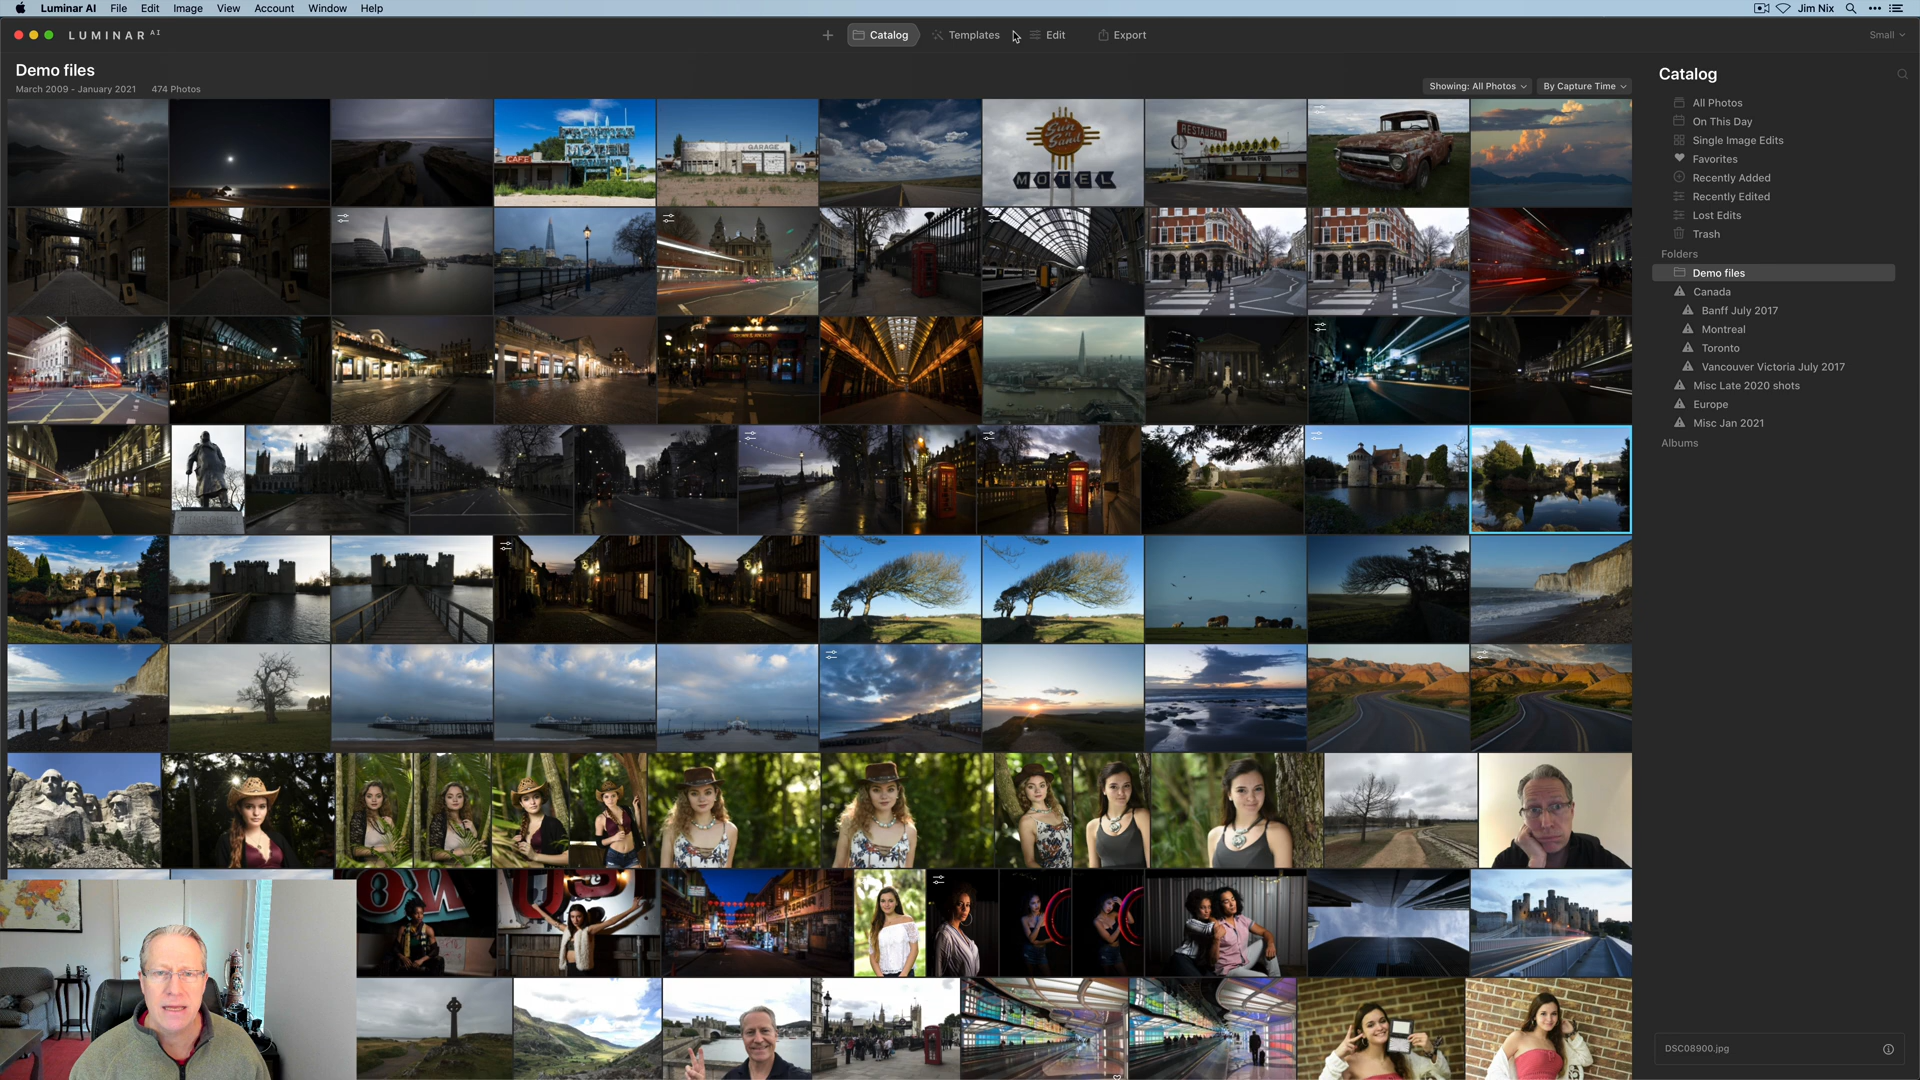 Luminar AI File Edit Image View Account Window Help Jim Nix
LUMINAR AI
+ Catalog Templates Edit Export Small
Demo files
March 2009 - January 2021 474 Photos
Showing: All Photos By Capture Time
Catalog
All Photos
On This Day
Single Image Edits
Favorites
Recently Added
Recently Edited
Lost Edits
Trash
Folders
Demo files
Canada
Banff July 2017
Montreal
Toronto
Vancouver Victoria July 2017
Misc Late 2020 shots
Europe
Misc Jan 2021
Albums
CAFE
GARAGE
Sun
Sand
MOTEL
RESTAURANT
DSC08900.jpg